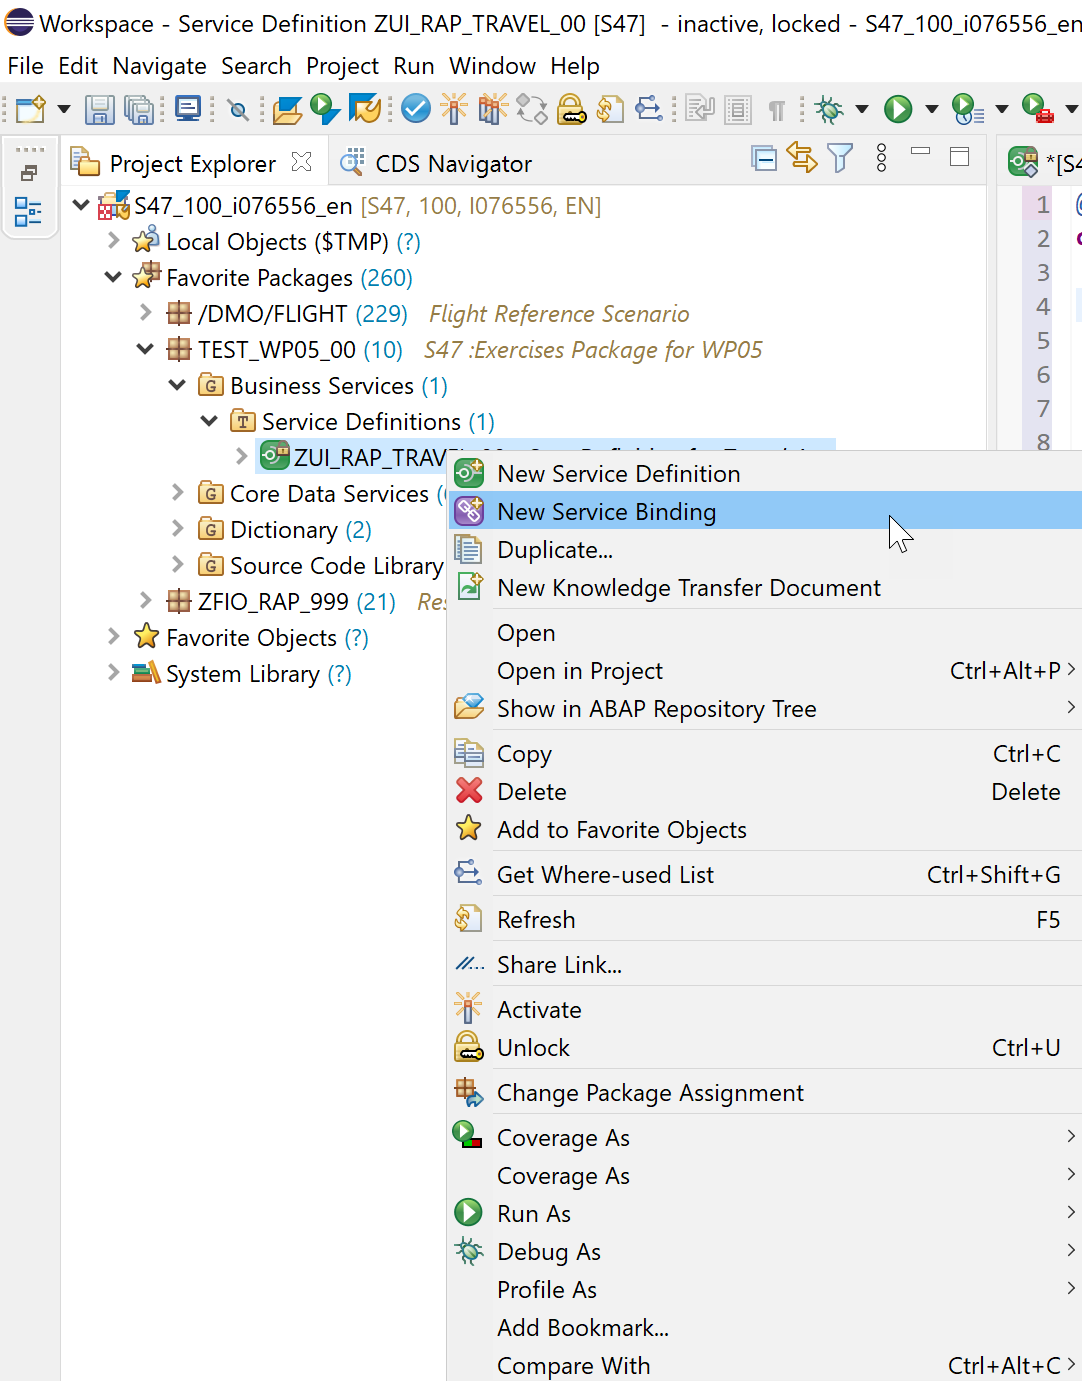 Workspace - Service Definition ZUI_RAP_TRAVEL_00 [S47]  - inactive, locked - S47_100_i076556_en
File Edit Navigate Search Project Run Window Help
Project Explorer CDS Navigator *[S4
S47_100_i076556_en [S47, 100, I076556, EN]
Local Objects ($TMP) (?)
Favorite Packages (260)
/DMO/FLIGHT (229) Flight Reference Scenario
TEST_WP05_00 (10) S47 :Exercises Package for WP05
Business Services (1)
Service Definitions (1)
ZUI_RAP_TRAV
Core Data Services (
Dictionary (2)
Source Code Library
ZFIO_RAP_999 (21) Res
Favorite Objects (?)
System Library (?)
1
2
3
4
5
6
7
8
New Service Definition
New Service Binding
Duplicate...
New Knowledge Transfer Document
Open
Open in Project Ctrl+Alt+P
Show in ABAP Repository Tree
Copy Ctrl+C
Delete Delete
Add to Favorite Objects
Get Where-used List Ctrl+Shift+G
Refresh F5
Share Link...
Activate
Unlock Ctrl+U
Change Package Assignment
Coverage As
Coverage As
Run As
Debug As
Profile As
Add Bookmark...
Compare With Ctrl+Alt+C